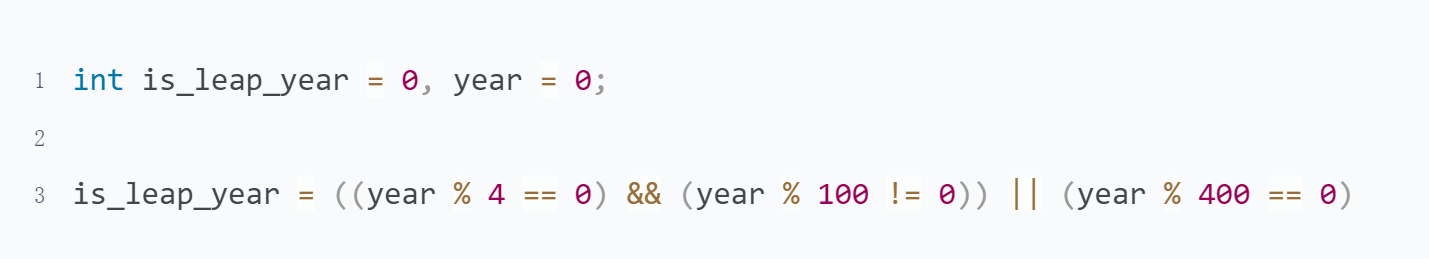 1 int is_leap_year = 0, year = 0;
2
3 is_leap_year = ((year % 4 == 0) && (year % 100 != 0)) || (year % 400 == 0)